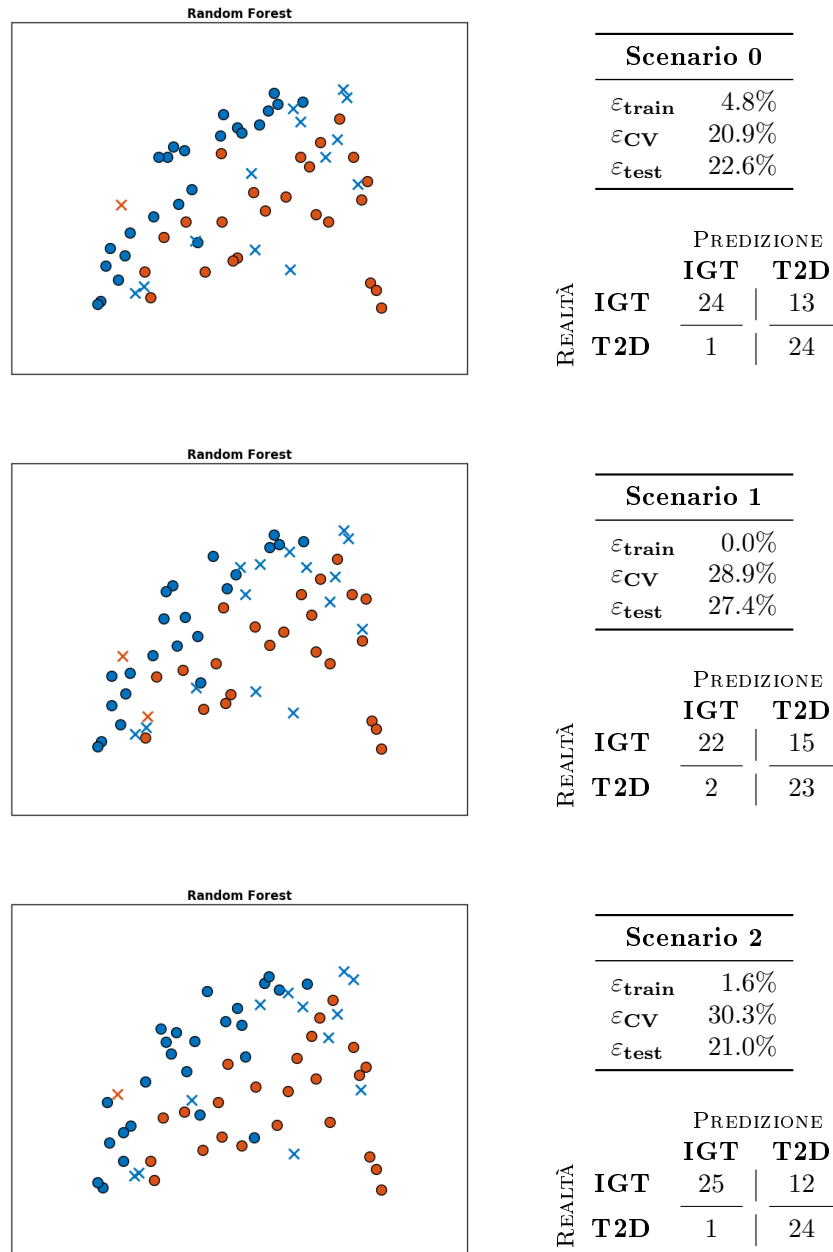 Random Forest
Scenario 0
εtrain 4.8%
εCV 20.9%
εtest 22.6%
PREDIZIONE
IGT T2D
REALTÀ
IGT 24 13
T2D 1 24
Random Forest
Scenario 1
εtrain 0.0%
εCV 28.9%
εtest 27.4%
PREDIZIONE
IGT T2D
REALTÀ
IGT 22 15
T2D 2 23
Random Forest
Scenario 2
εtrain 1.6%
εCV 30.3%
εtest 21.0%
PREDIZIONE
IGT T2D
REALTÀ
IGT 25 12
T2D 1 24